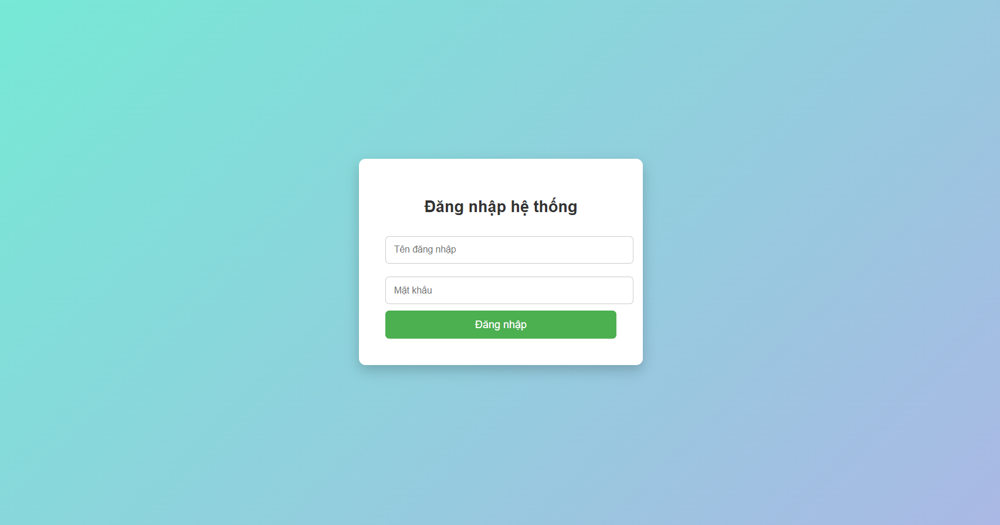 Đăng nhập hệ thống
Tên đăng nhập
Mật khẩu
Đăng nhập